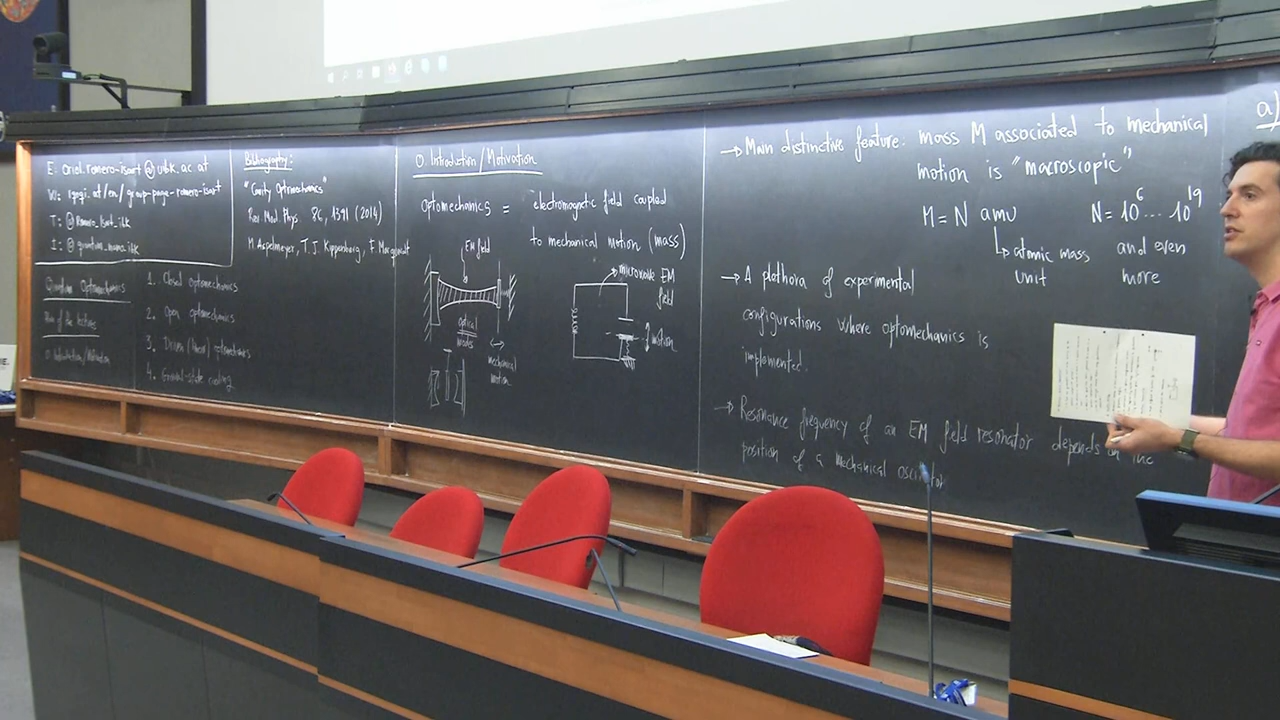 E: oriol.romero-isart @ uibk.ac.at
W: iqoqi.at/en/group-page-romero-isart
T: @ Romero_Isart_ibk
I: @ quantum_nano.ibk
Quantum Optomechanics
Plan of the lecture
0. Introduction/Motivation
1. Closed optomechanics
2. Open optomechanics
3. Driven (linear) optomechanics
4. Ground-state cooling
Bibliography:
"Cavity Optomechanics"
Rev Mod Phys. 86, 1391 (2014)
M. Aspelmeyer, T. J. Kippenberg, F. Marquardt
0. Introduction/Motivation
Optomechanics = electromagnetic field coupled
to mechanical motion (mass)
EM field
optical modes
mechanical motion
microwave EM field
motion
→ Main distinctive feature: mass M associated to mechanical
motion is "macroscopic"
M = N amu
atomic mass
unit
N = 10^6 ... 10^19
and even
more
→ A plethora of experimental
configurations where optomechanics is
implemented.
→ Resonance frequency of an EM field resonator depends on the
position of a mechanical oscillator
a)